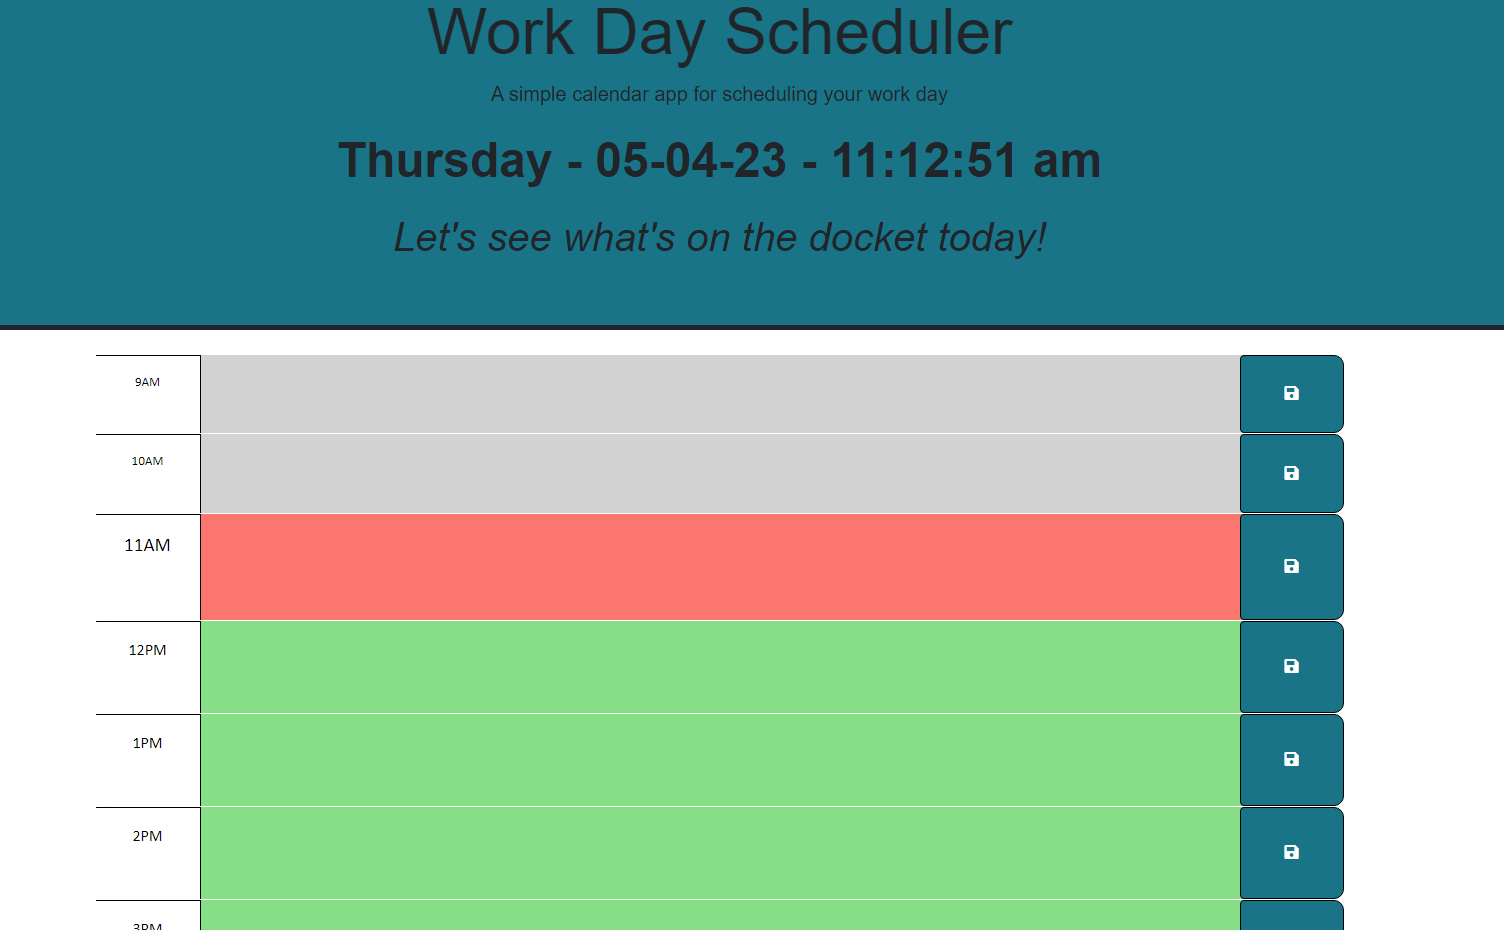 Work Day Scheduler
A simple calendar app for scheduling your work day
Thursday - 05-04-23 - 11:12:51 am
Let's see what's on the docket today!
9AM
10AM
11AM
12PM
1PM
2PM
3PM